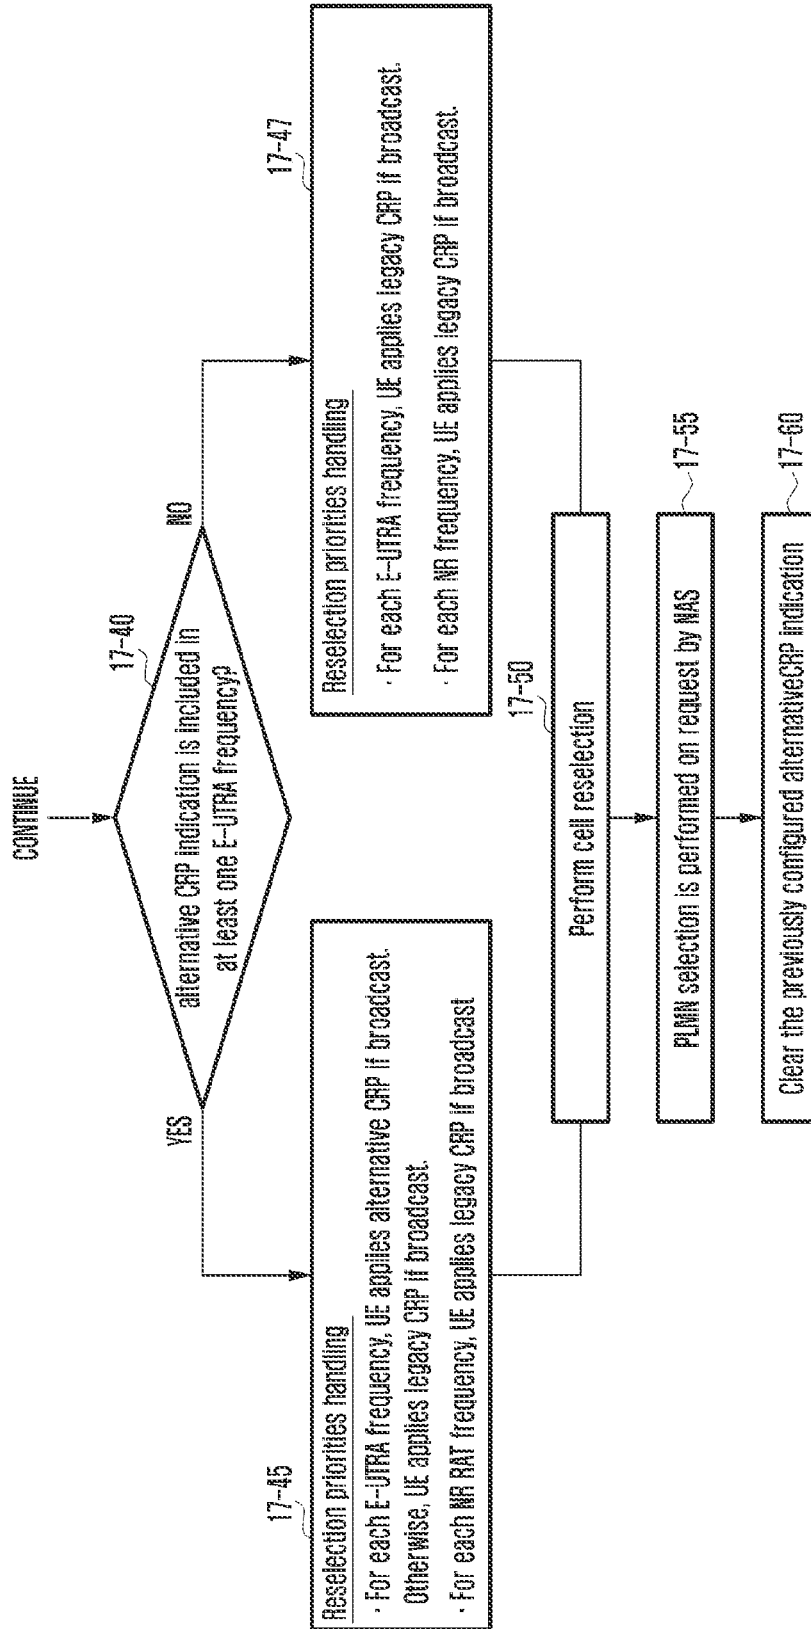 CONTINUE
17-40
alternative CRP indication is included in
at least one E-UTRA frequency?
YES
NO
17-45
Reselection priorities handling
· For each E-UTRA frequency, UE applies alternative CRP if broadcast.
Otherwise, UE applies legacy CRP if broadcast.
· For each NR RAT frequency, UE applies legacy CRP if broadcast
17-47
Reselection priorities handling
· For each E-UTRA frequency, UE applies legacy CRP if broadcast.
· For each NR frequency, UE applies legacy CRP if broadcast.
17-50
Perform cell reselection
PLMN selection is performed on request by NAS
17-55
Clear the previously configured alternativeCRP indication
17-60